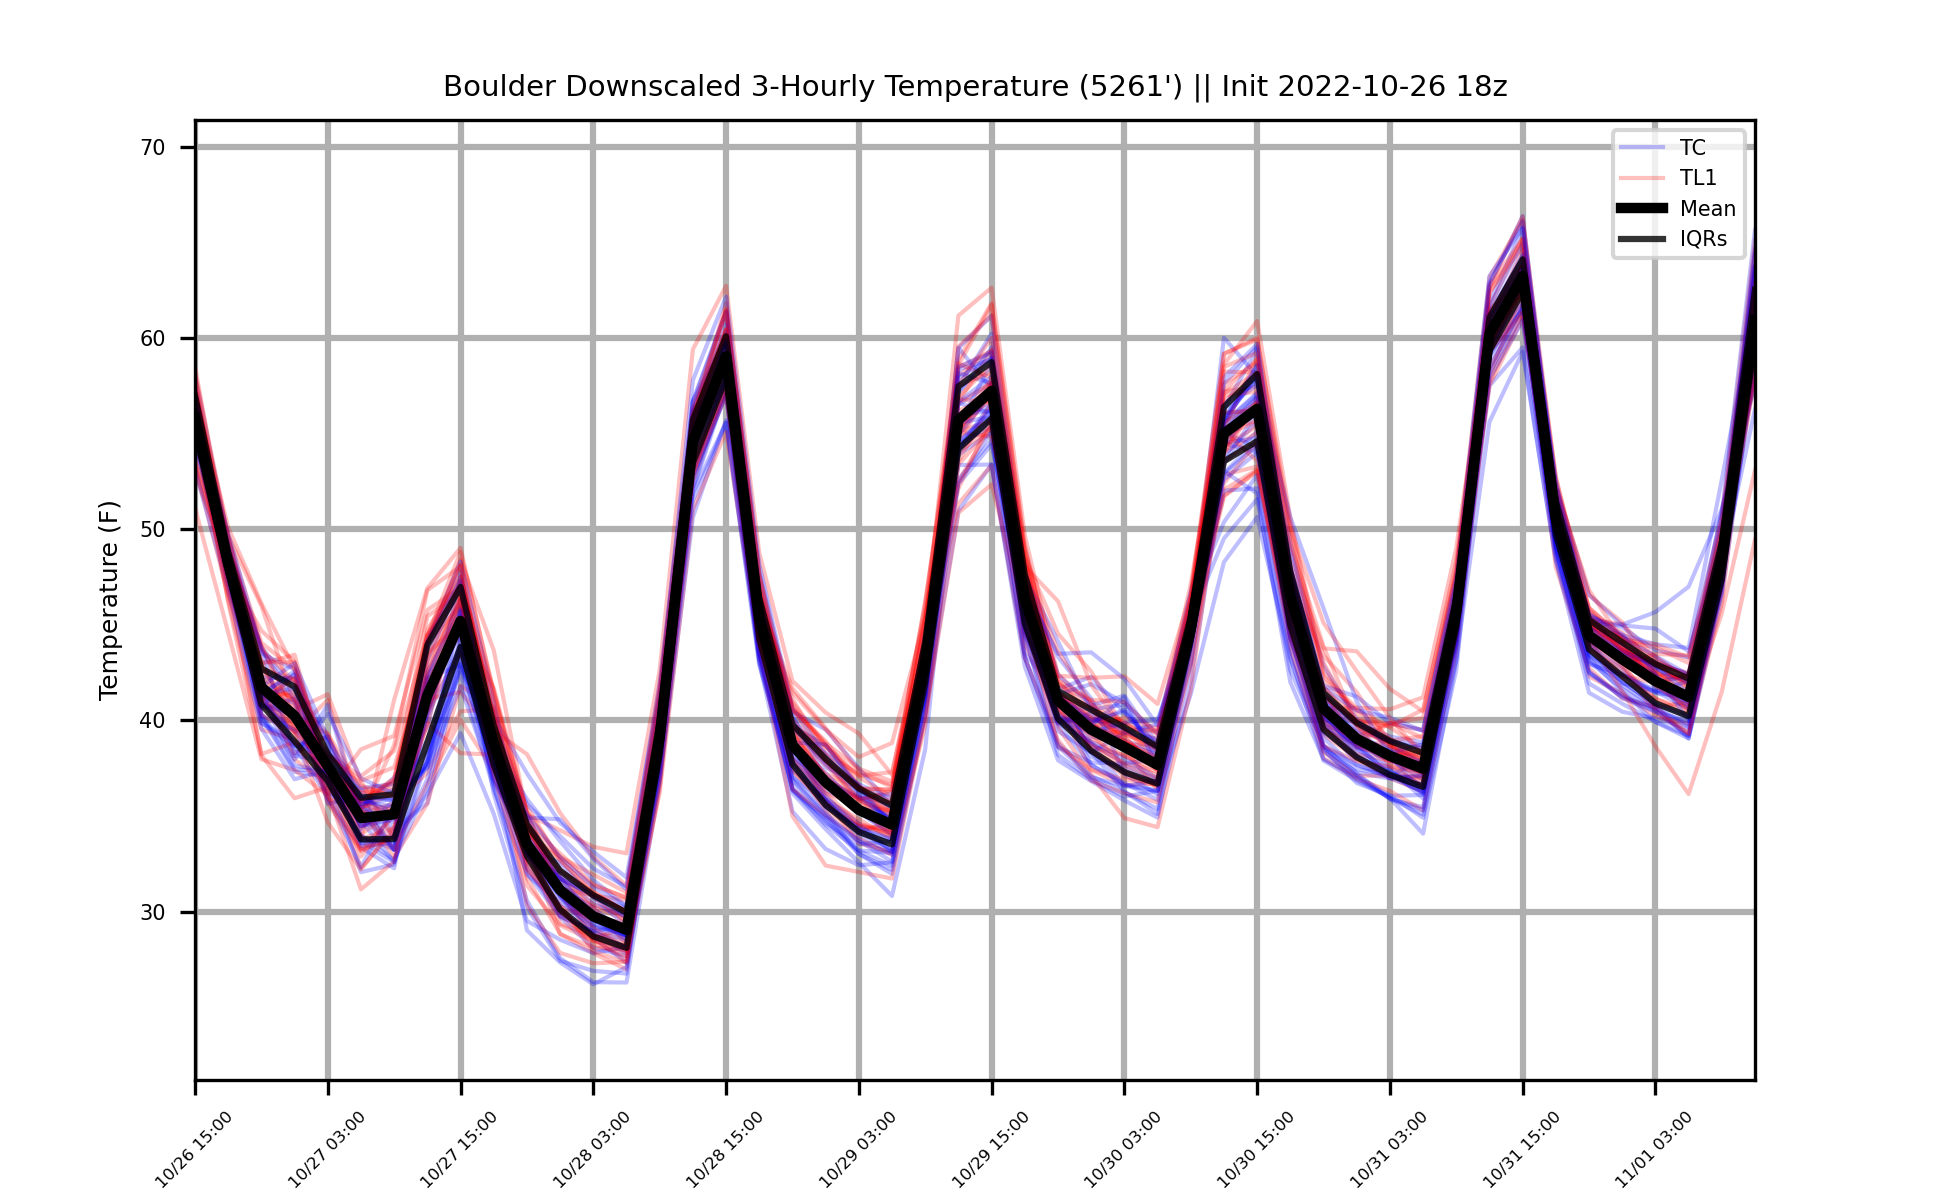 Boulder Downscaled 3-Hourly Temperature (5261') || Init 2022-10-26 18z
TC
TL1
Mean
IQRs
Temperature (F)
70
60
50
40
30
10/26 15:00
10/27 03:00
10/27 15:00
10/28 03:00
10/28 15:00
10/29 03:00
10/29 15:00
10/30 03:00
10/30 15:00
10/31 03:00
10/31 15:00
11/01 03:00